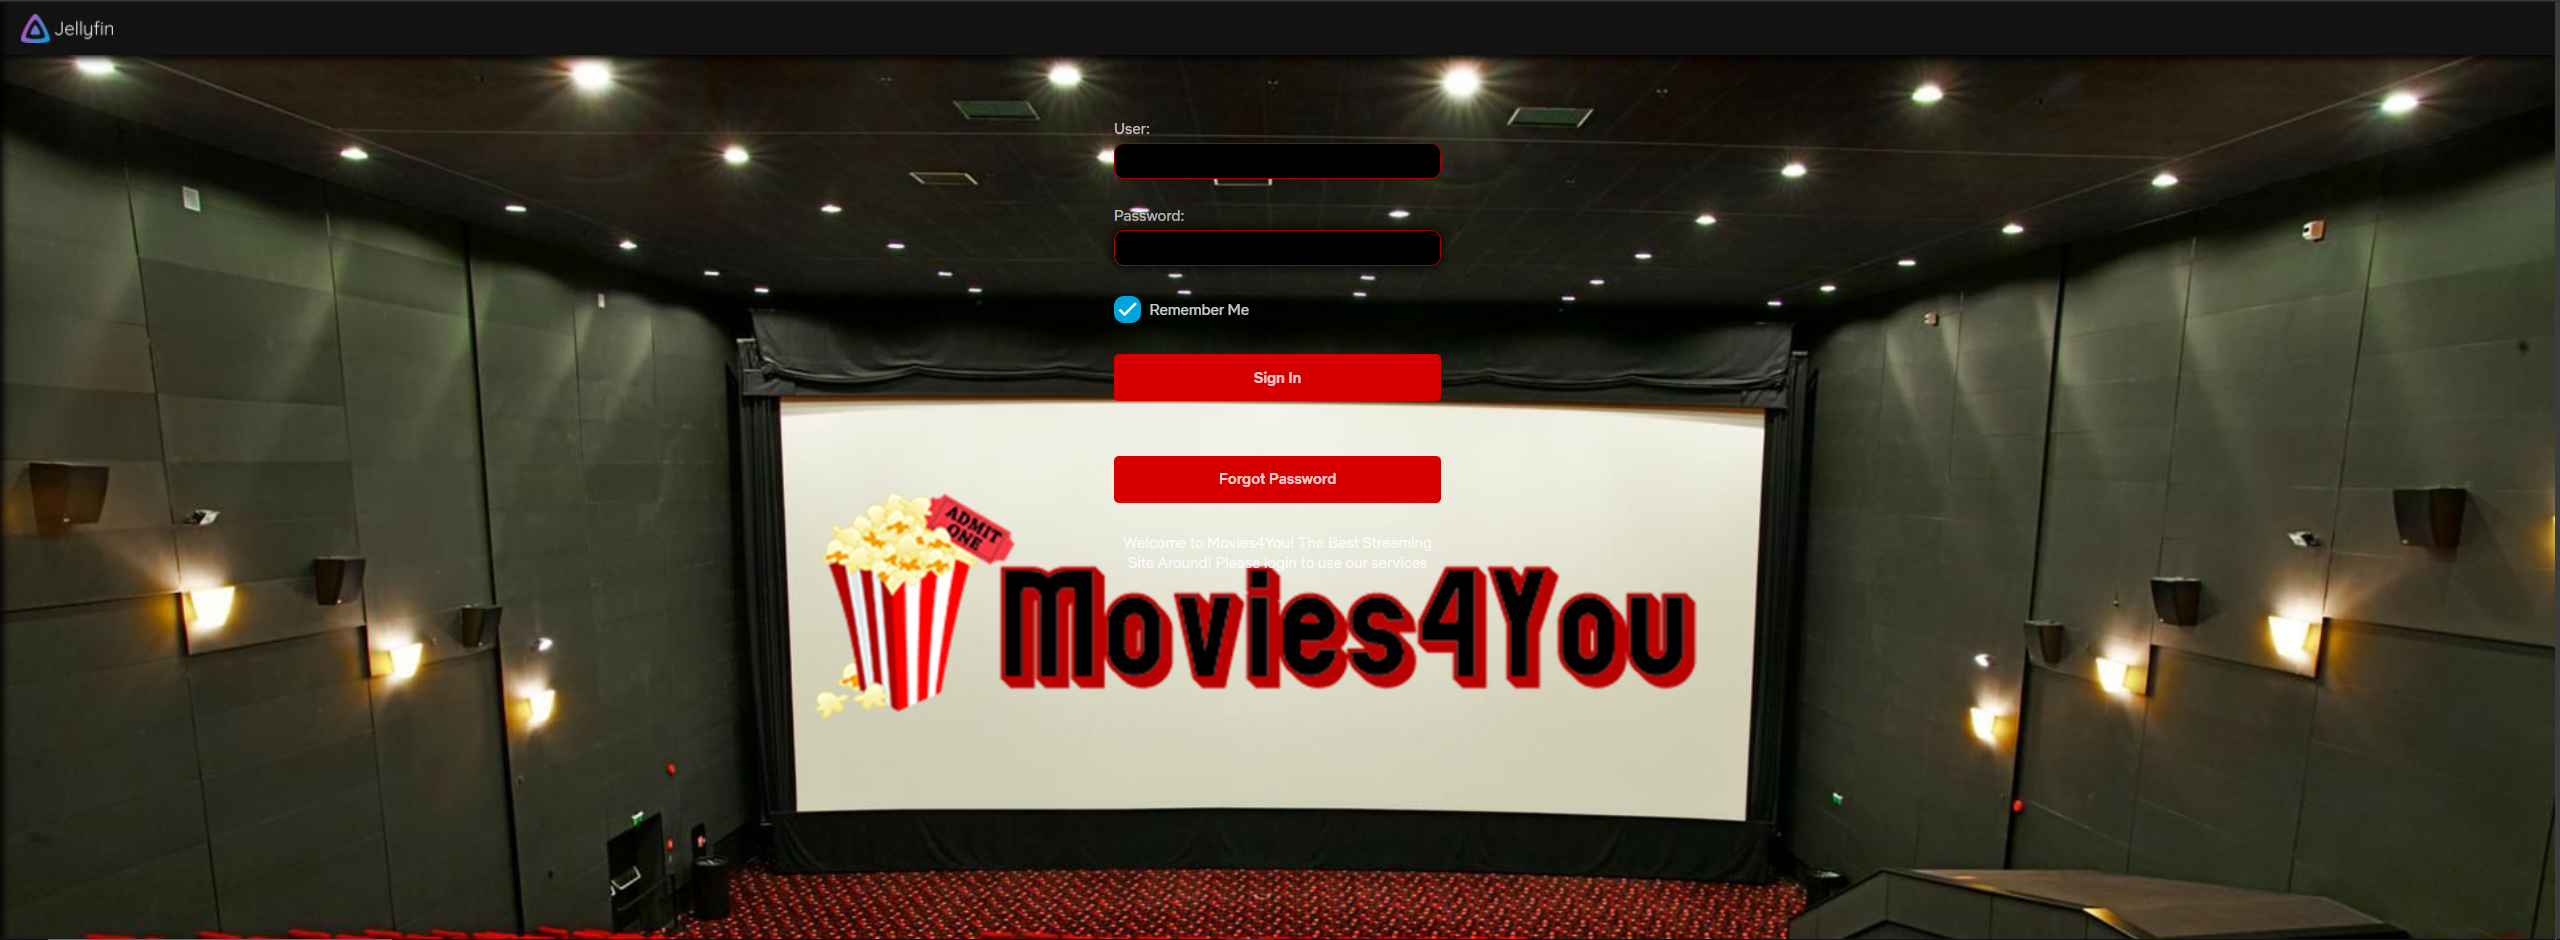 Jellyfin
User:
Password:
Remember Me
Sign In
Forgot Password
ADMIT
ONE
Welcome to Movies4You! The Best Streaming
Site Around! Please login to use our services
Movies4You